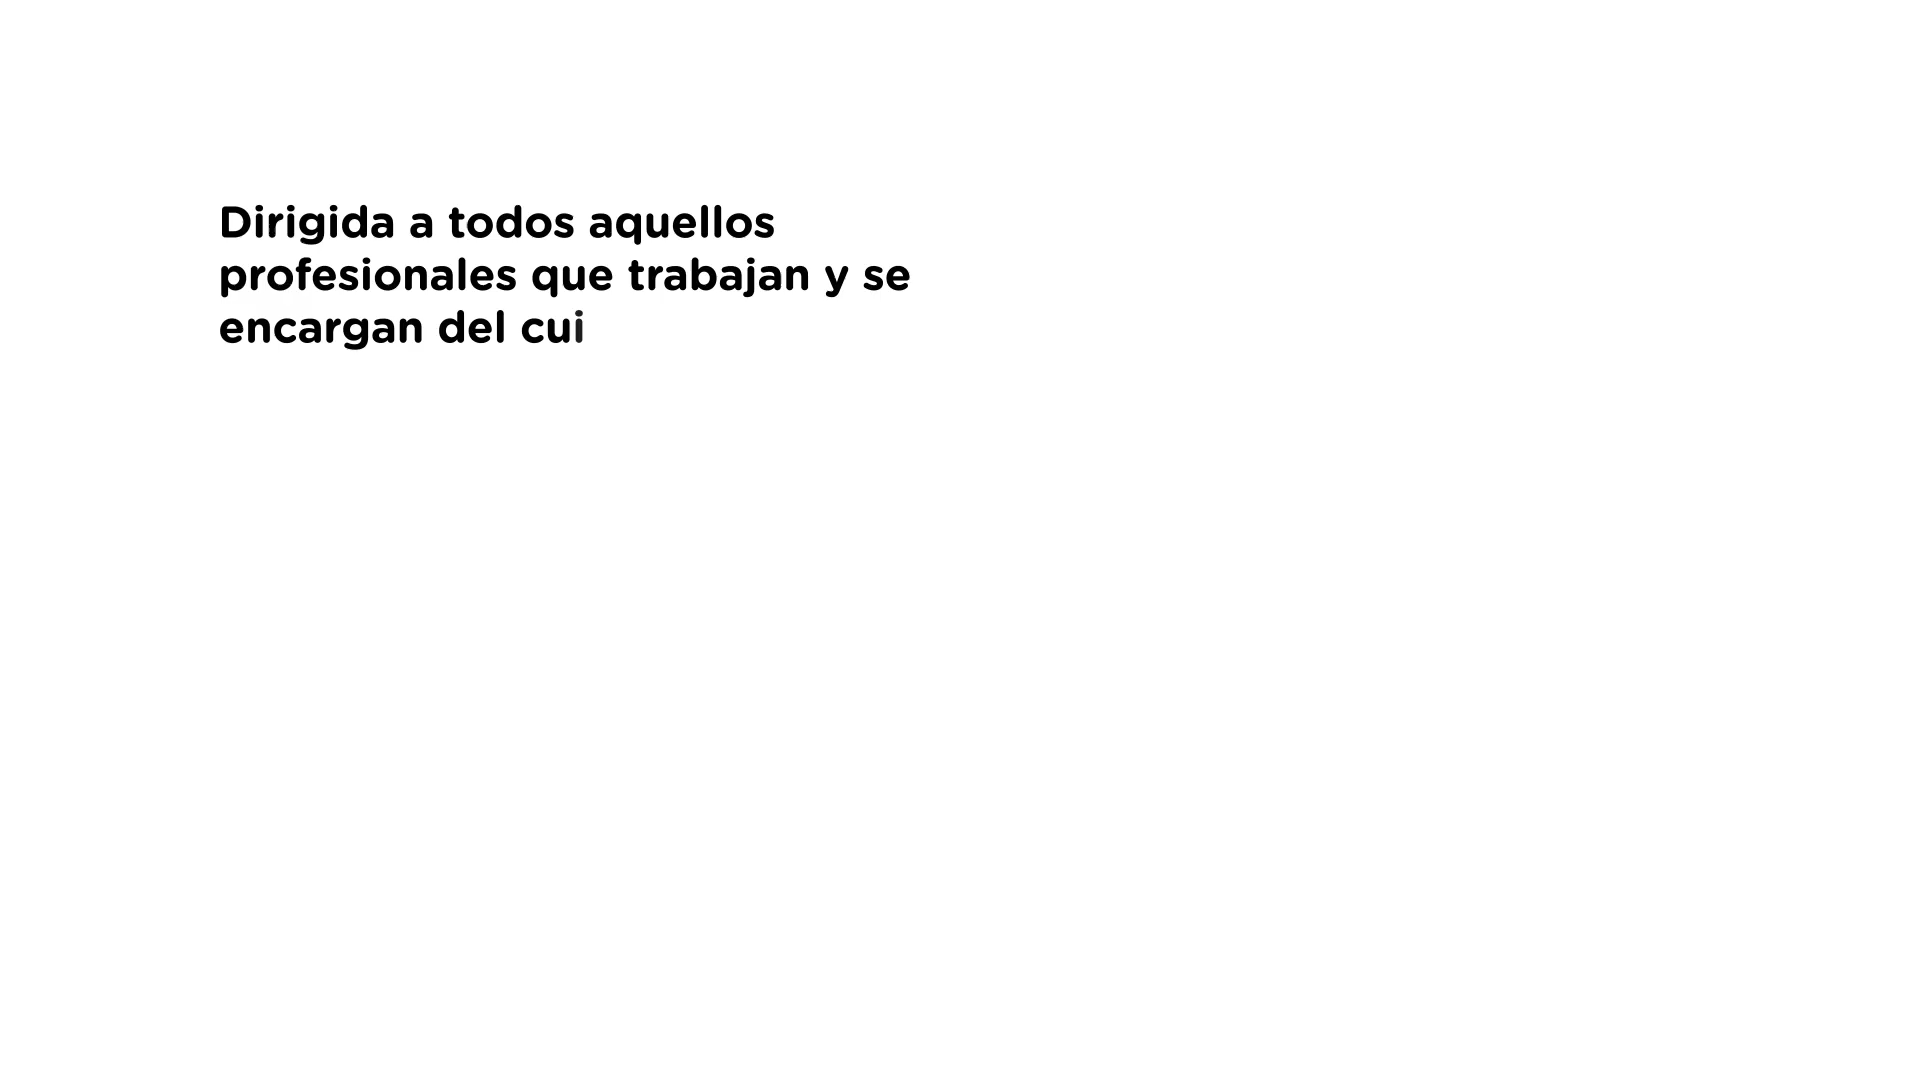 Dirigida a todos aquellos
profesionales que trabajan y se
encargan del cui